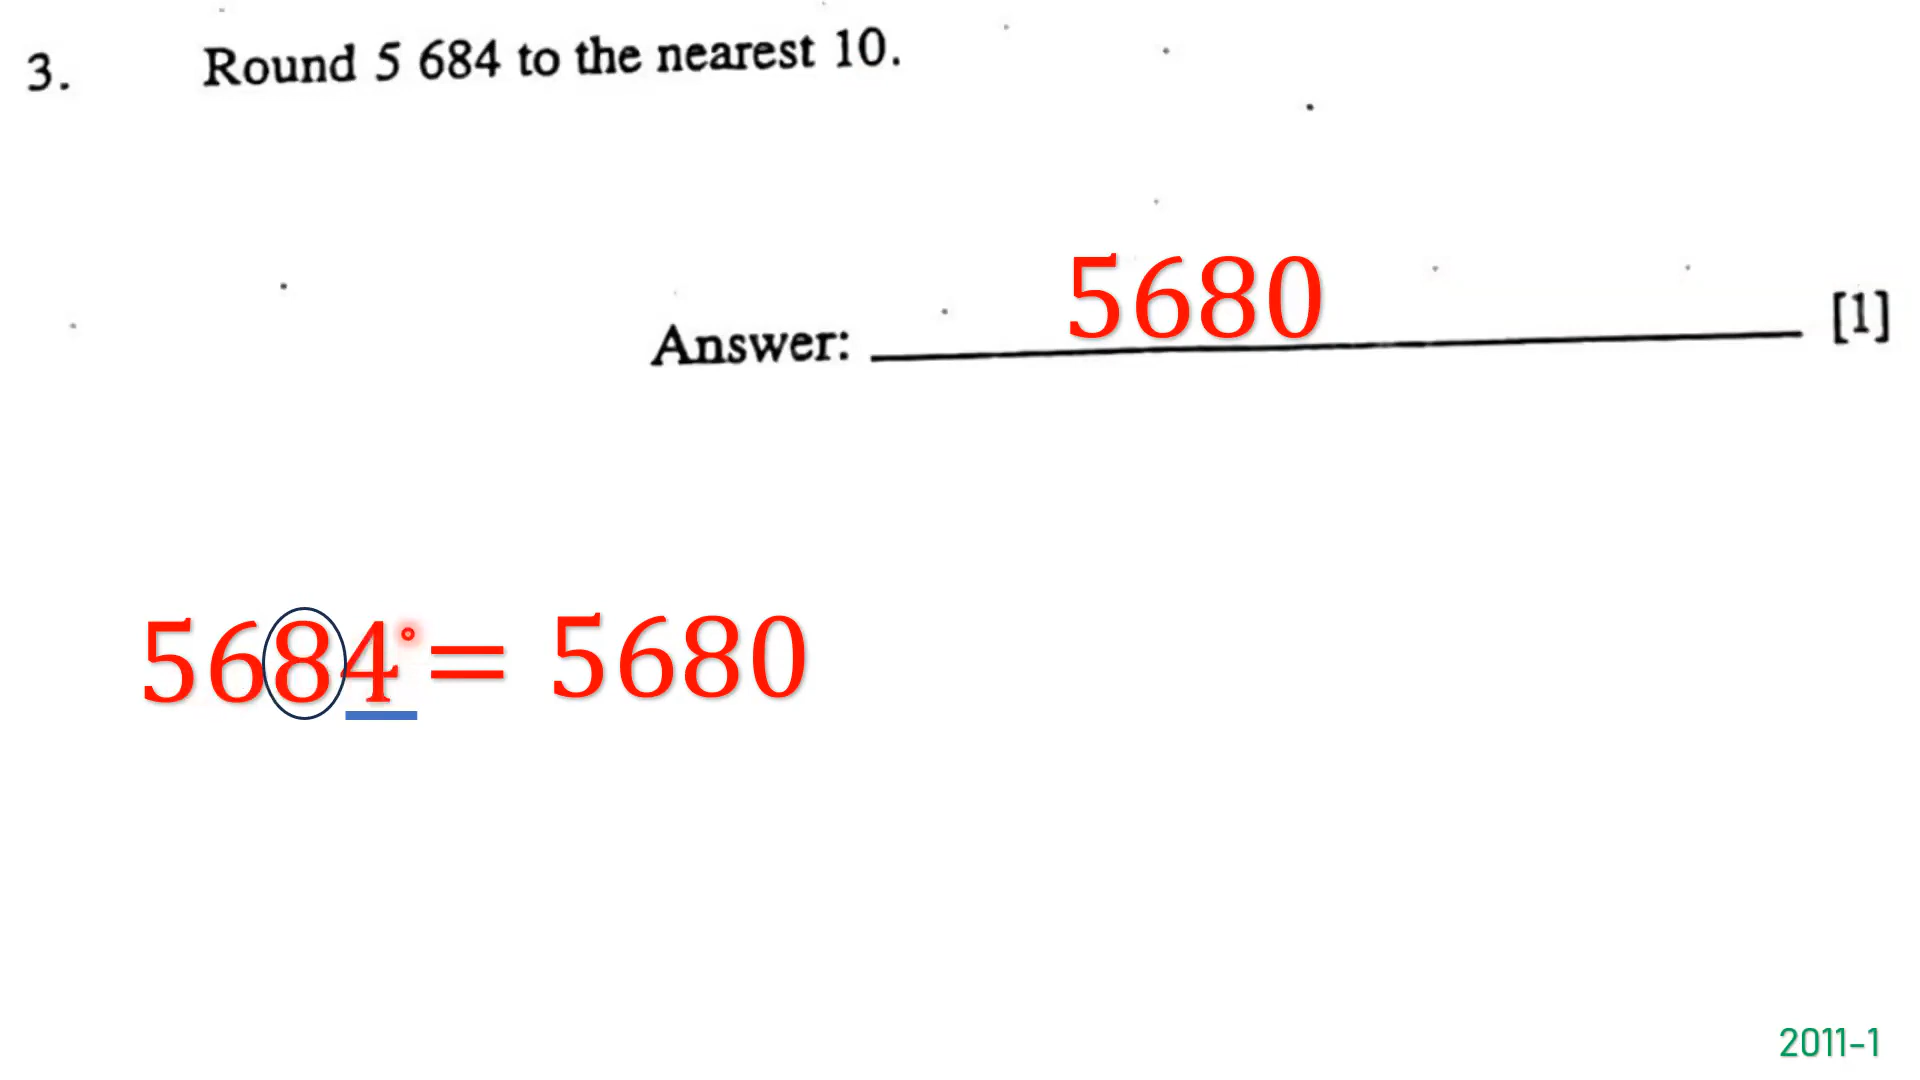 3. Round 5 684 to the nearest 10.
5680
Answer: [1]
5684 = 5680
2011-1